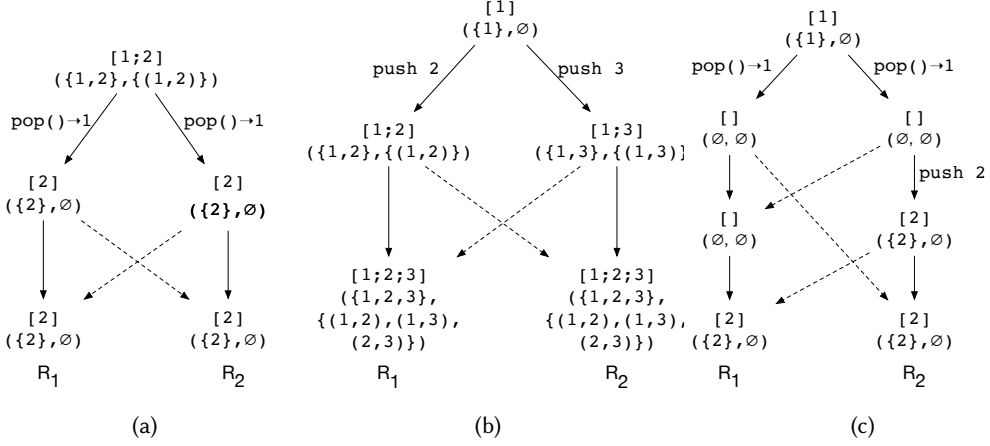 [1;2]
({1,2},{(1,2)})
pop()→1
pop()→1
[2]
({2},∅)
[2]
({2},∅)
[2]
({2},∅)
[2]
({2},∅)
R1
R2
(a)
[1]
({1},∅)
push 2
push 3
[1;2]
({1,2},{(1,2)})
[1;3]
({1,3},{(1,3)}
[1;2;3]
({1,2,3},
{(1,2),(1,3),
(2,3)})
[1;2;3]
({1,2,3},
{(1,2),(1,3),
(2,3)})
R1
R2
(b)
[1]
({1},∅)
pop()→1
pop()→1
[]
(∅,∅)
[]
(∅,∅)
push 2
[]
(∅,∅)
[2]
({2},∅)
[2]
({2},∅)
[2]
({2},∅)
R1
R2
(c)